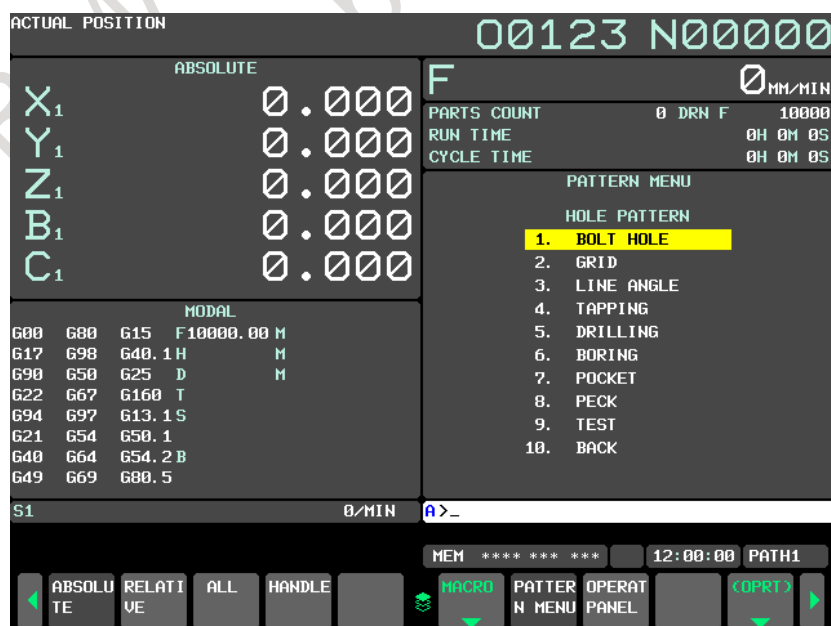 ACTUAL POSITION
O0123 N00000
ABSOLUTE
X1 0.000
Y1 0.000
Z1 0.000
B1 0.000
C1 0.000
F 0 MM/MIN
PARTS COUNT 0 DRN F 10000
RUN TIME 0H 0M 0S
CYCLE TIME 0H 0M 0S
MODAL
G00 G80 G15 F10000.00 M
G17 G98 G40.1 H M
G90 G50 G25 D M
G22 G67 G160 T
G94 G97 G13.1 S
G21 G54 G50.1
G40 G64 G54.2 B
G49 G69 G80.5
PATTERN MENU
HOLE PATTERN
1. BOLT HOLE
2. GRID
3. LINE ANGLE
4. TAPPING
5. DRILLING
6. BORING
7. POCKET
8. PECK
9. TEST
10. BACK
S1 0/MIN
A>_
MEM **** *** *** 12:00:00 PATH1
ABSOLU RELATI ALL HANDLE MACRO PATTER OPERAT (OPRT)
TE VE N MENU PANEL